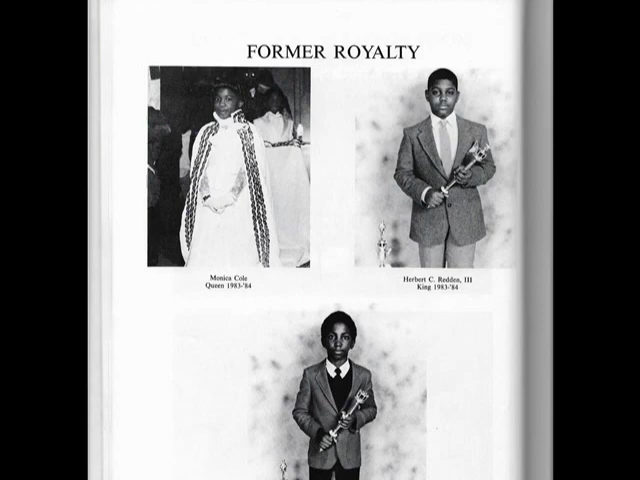 FORMER ROYALTY
Monica Cole
Queen 1983-'84
Herbert C. Redden, III
King 1983-'84